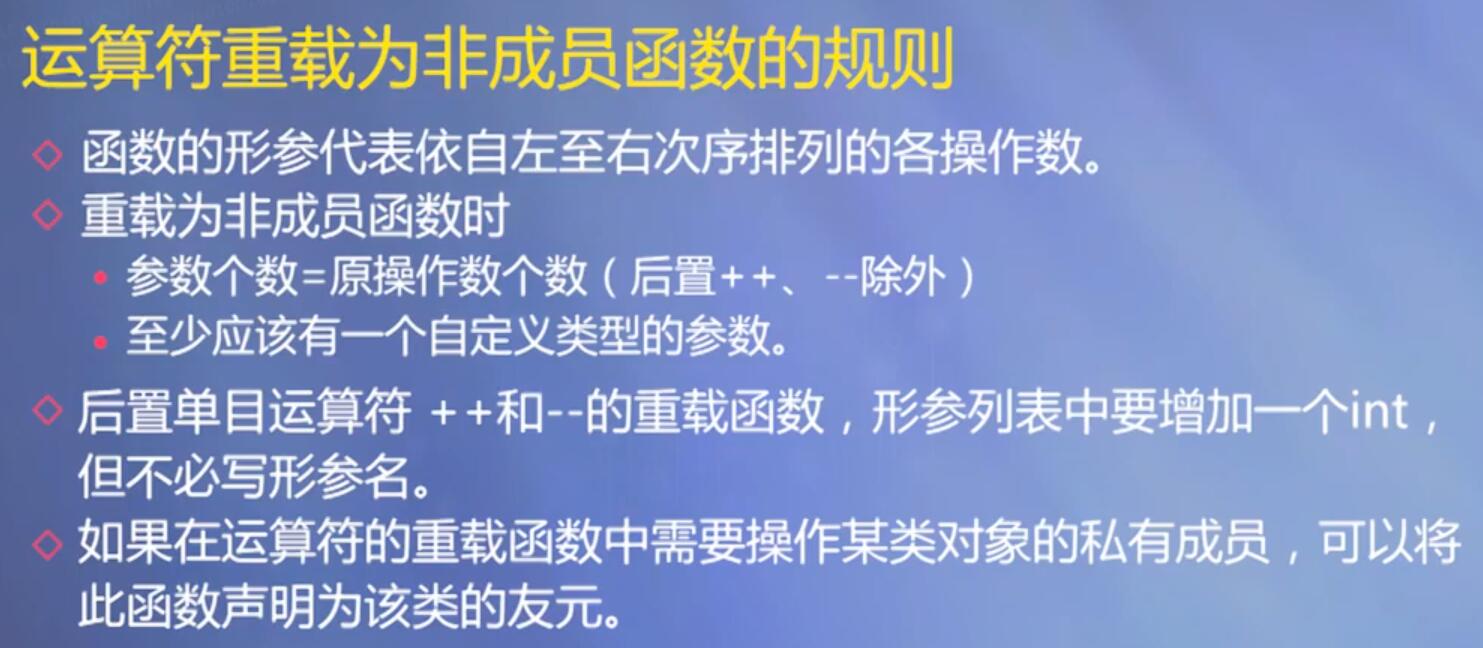 运算符重载为非成员函数的规则
函数的形参代表依自左至右次序排列的各操作数。
重载为非成员函数时
参数个数=原操作数个数（后置++、--除外）
至少应该有一个自定义类型的参数。
后置单目运算符 ++和--的重载函数，形参列表中要增加一个int，
但不必写形参名。
如果在运算符的重载函数中需要操作某类对象的私有成员，可以将
此函数声明为该类的友元。